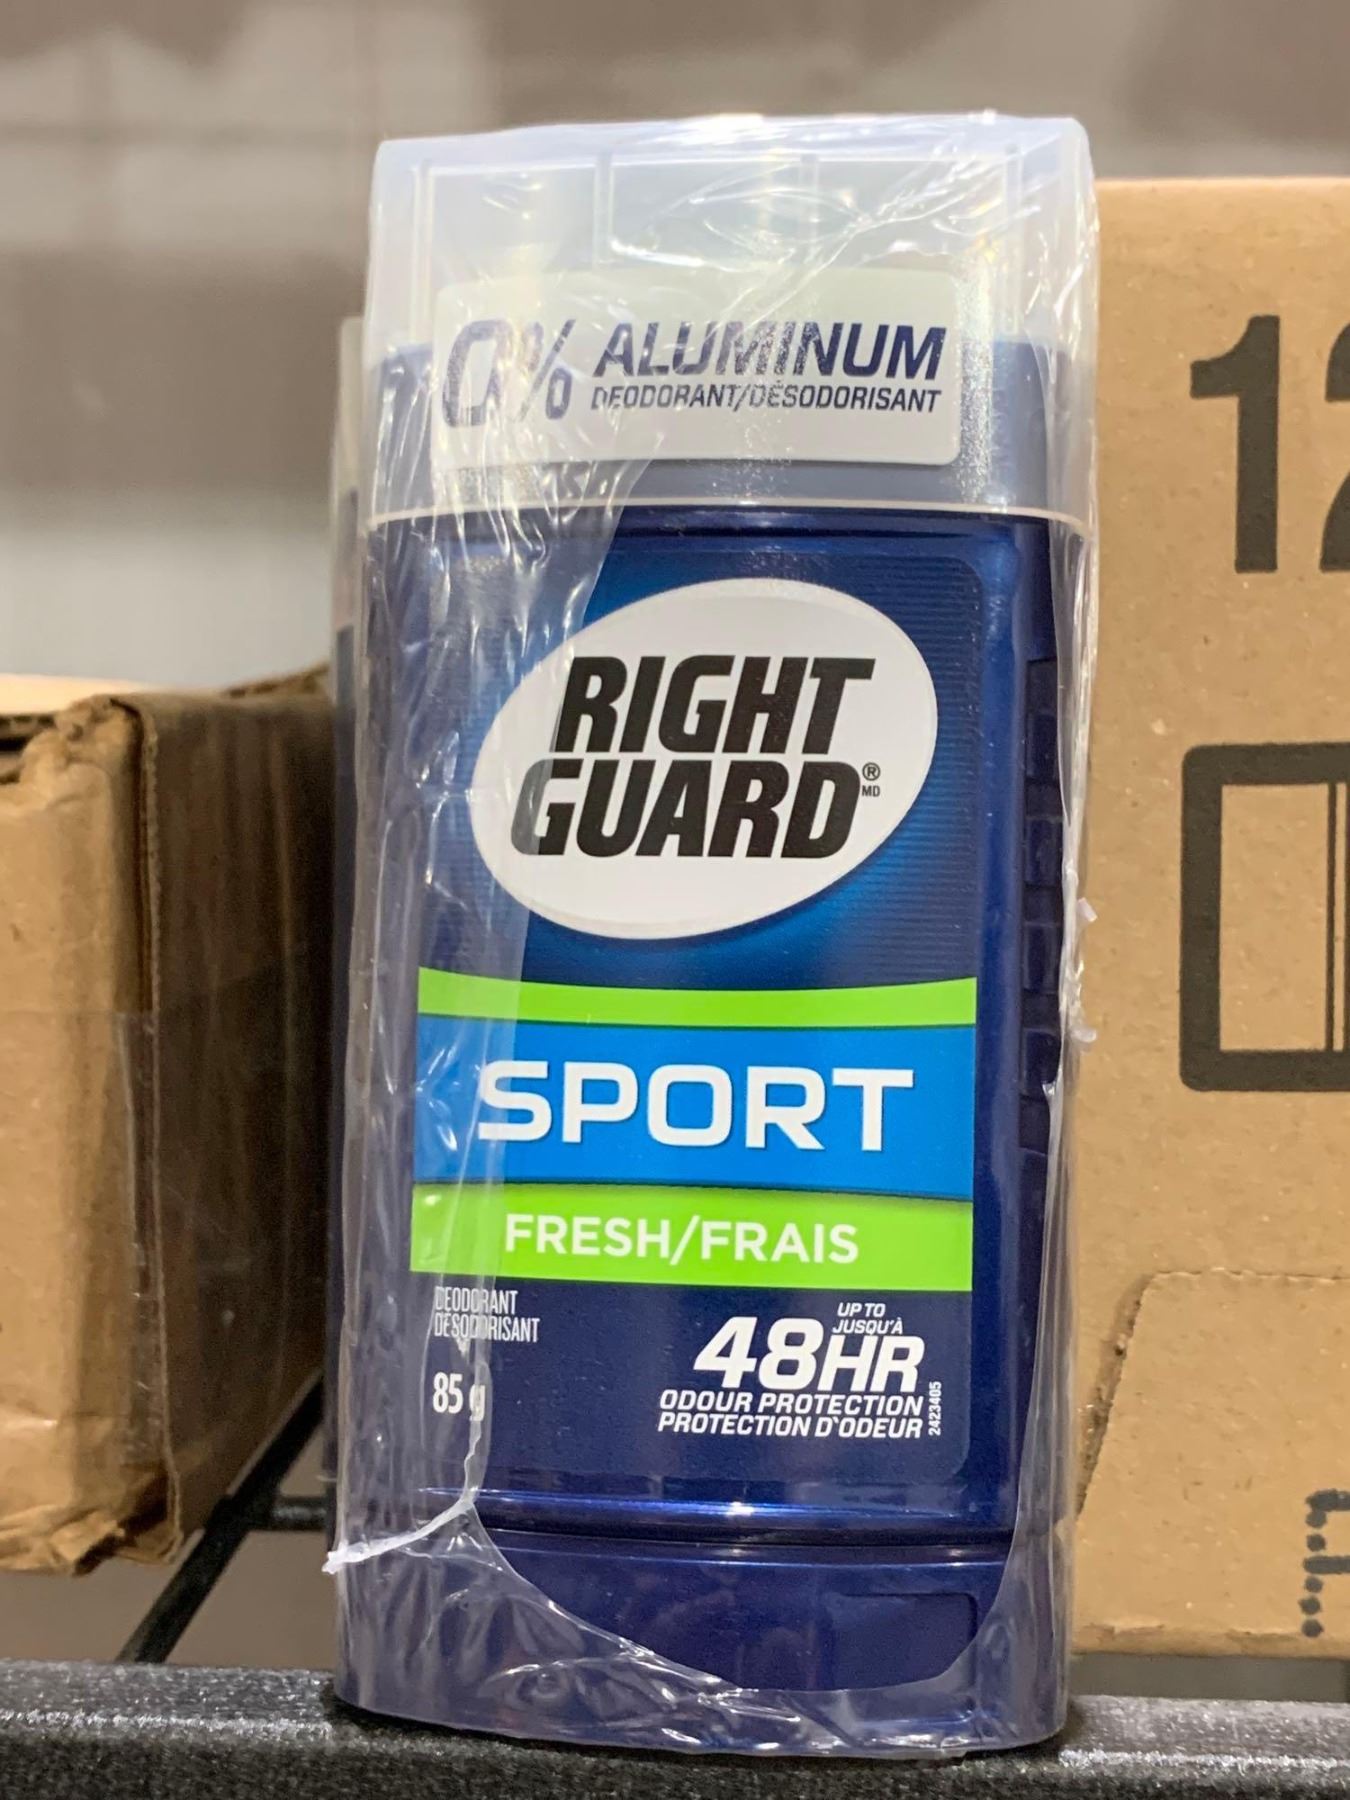 0% ALUMINUM
DEODORANT/DÉSODORISANT
RIGHT
GUARD®
MD
SPORT
FRESH/FRAIS
DEODORANT
DÉSODORISANT
85 g
UP TO
JUSQU'À
48HR
ODOUR PROTECTION
PROTECTION D'ODEUR
2423405